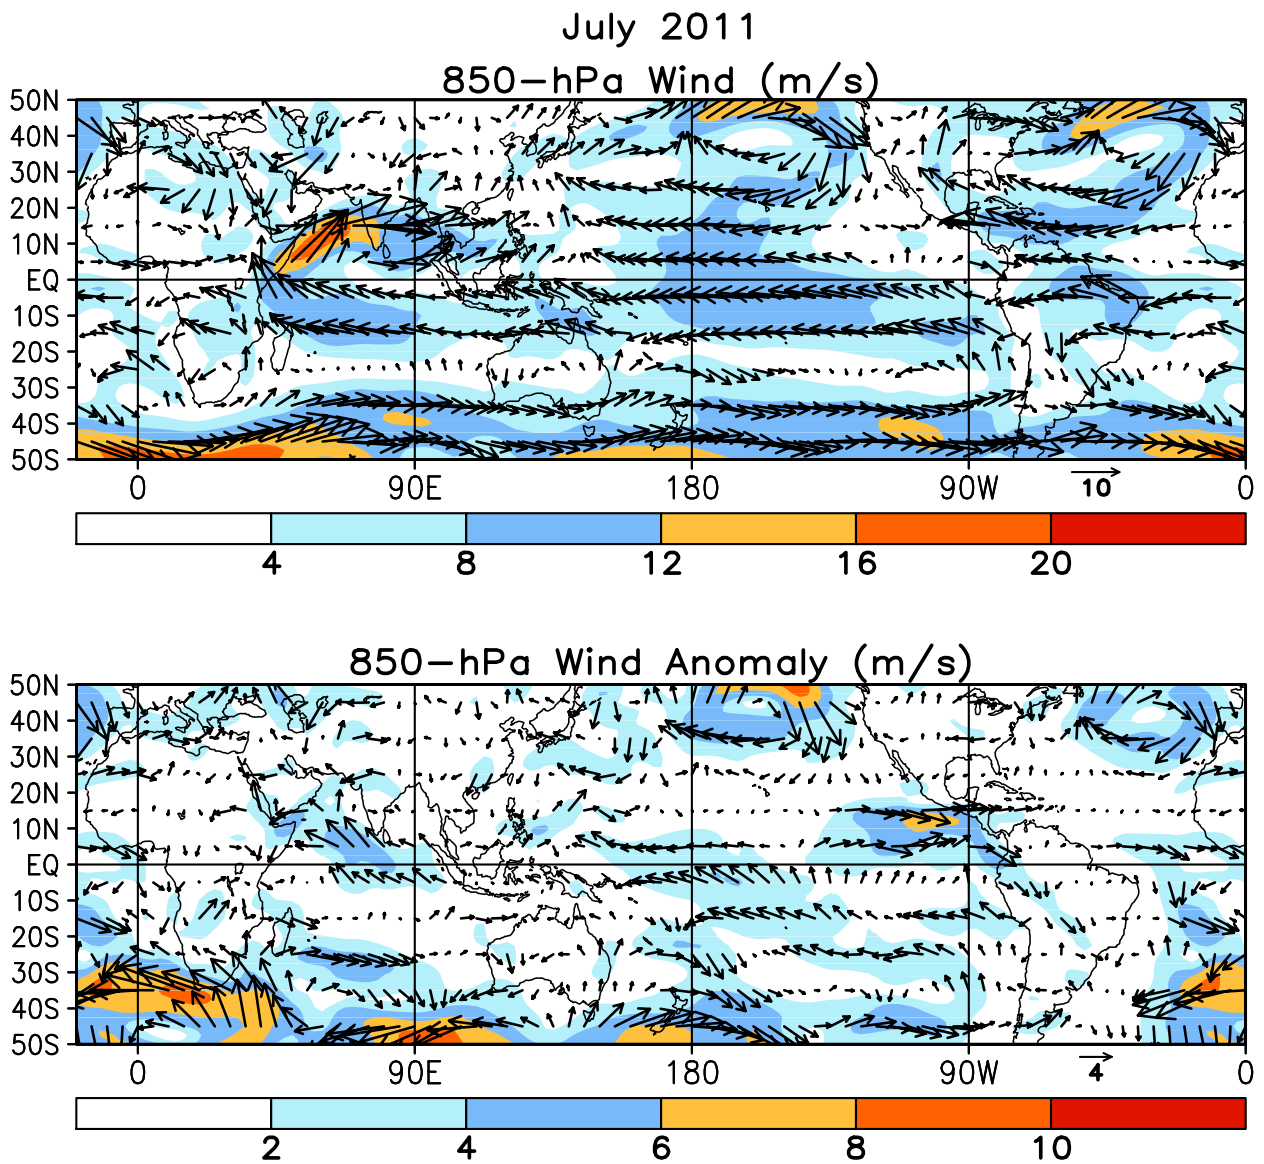 July 2011
850-hPa Wind (m/s)
50N
40N
30N
20N
10N
EQ
10S
20S
30S
40S
50S
0 90E 180 90W 0
10
4 8 12 16 20
850-hPa Wind Anomaly (m/s)
50N
40N
30N
20N
10N
EQ
10S
20S
30S
40S
50S
0 90E 180 90W 0
4
2 4 6 8 10